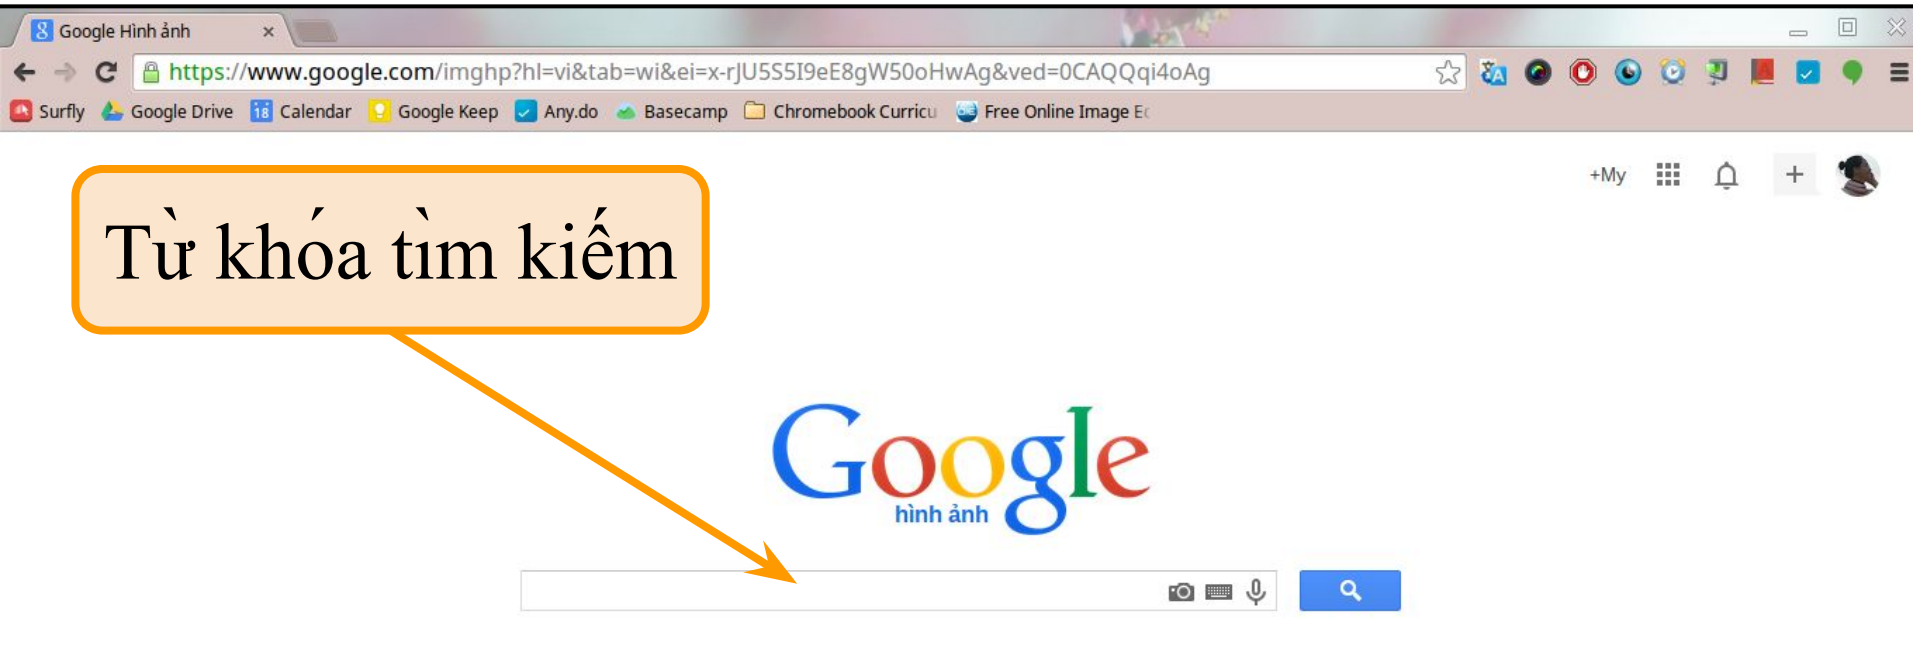 Google Hình ảnh
https://www.google.com/imghp?hl=vi&tab=wi&ei=x-rJU5S5I9eE8gW50oHwAg&ved=0CAQQqi4oAg
Surfly Google Drive 18 Calendar Google Keep Any.do Basecamp Chromebook Curricu Free Online Image Ed
+My
Từ khóa tìm kiếm
Google
hình ảnh